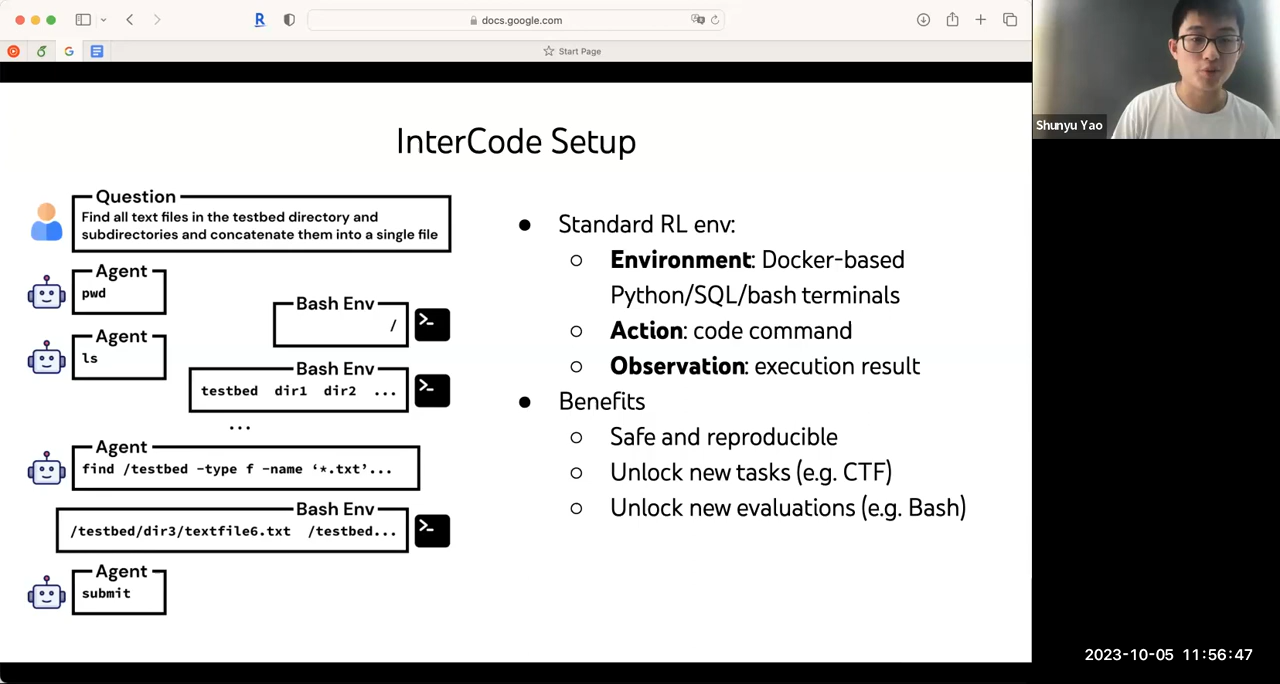 docs.google.com
Start Page
Shunyu Yao
InterCode Setup
Question
Find all text files in the testbed directory and
subdirectories and concatenate them into a single file
Agent
pwd
Bash Env
/
Agent
ls
Bash Env
testbed dir1 dir2 ...
...
Agent
find /testbed -type f -name ‘*.txt’...
Bash Env
/testbed/dir3/textfile6.txt /testbed...
Agent
submit
● Standard RL env:
○ Environment: Docker-based
Python/SQL/bash terminals
○ Action: code command
○ Observation: execution result
● Benefits
○ Safe and reproducible
○ Unlock new tasks (e.g. CTF)
○ Unlock new evaluations (e.g. Bash)
2023-10-05 11:56:47